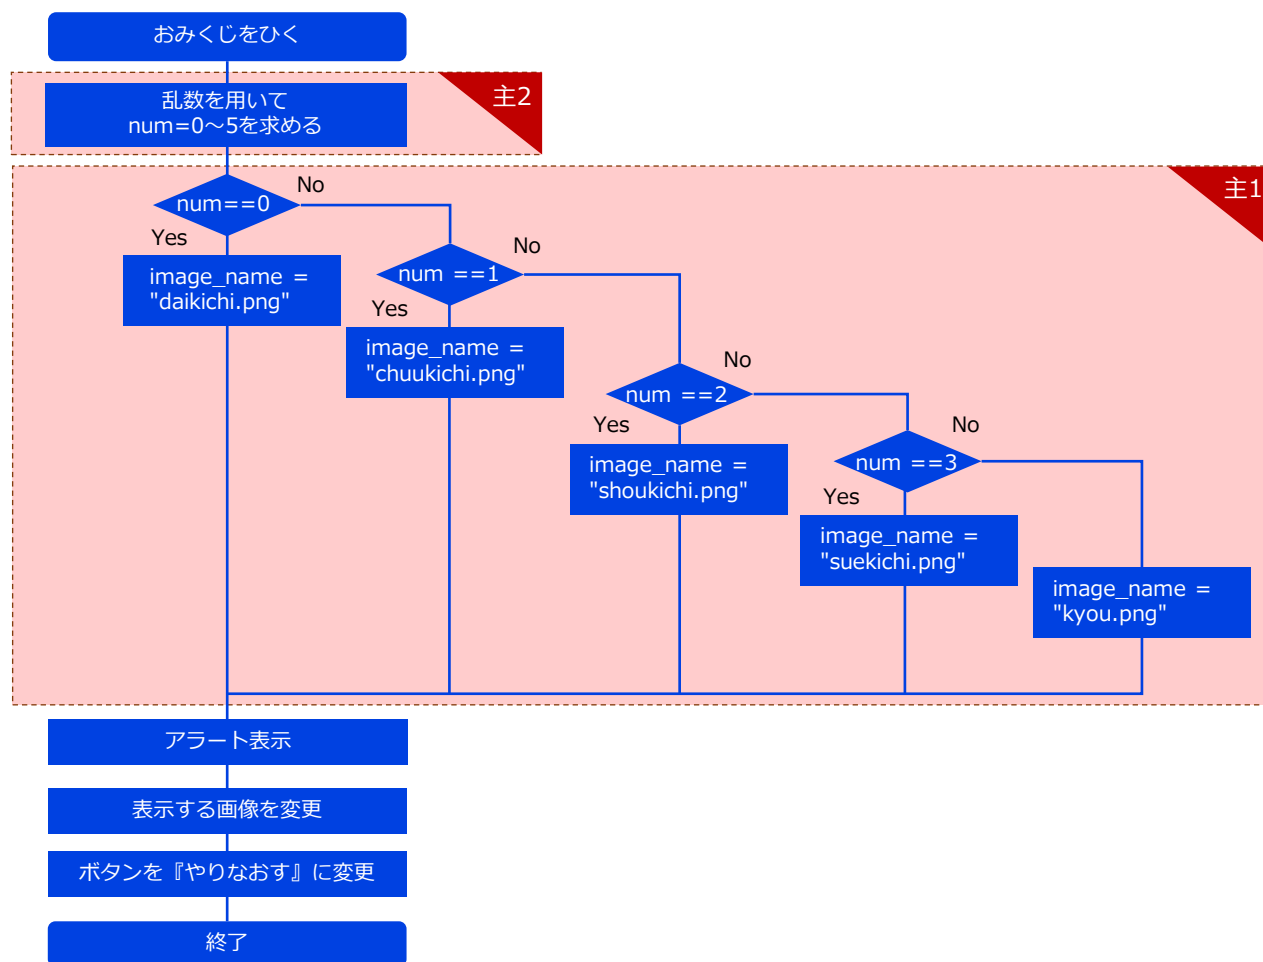 おみくじをひく
主2
乱数を用いて
num=0～5を求める
主1
num==0
No
Yes
image_name =
"daikichi.png"
num ==1
No
Yes
image_name =
"chuukichi.png"
num ==2
No
Yes
image_name =
"shoukichi.png"
num ==3
No
Yes
image_name =
"suekichi.png"
image_name =
"kyou.png"
アラート表示
表示する画像を変更
ボタンを『やりなおす』に変更
終了